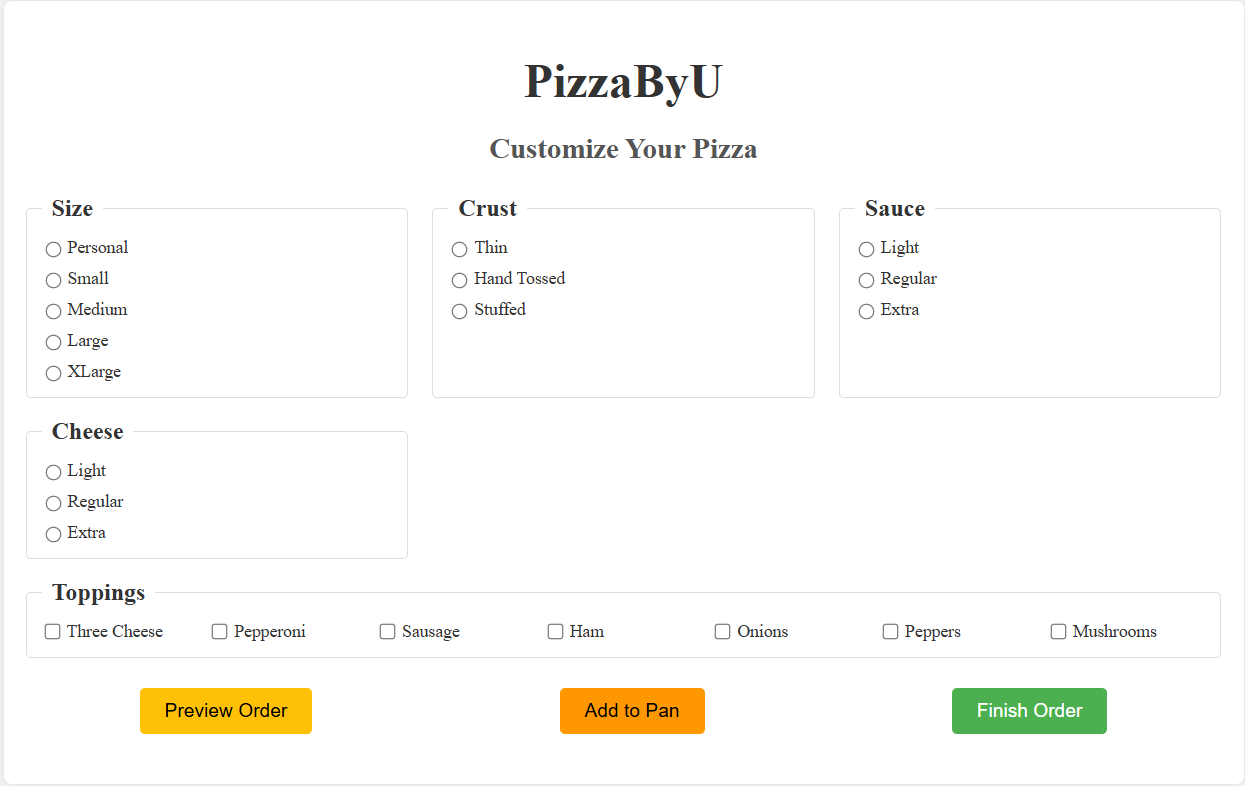 PizzaByU
Customize Your Pizza
Size
Personal
Small
Medium
Large
XLarge
Crust
Thin
Hand Tossed
Stuffed
Sauce
Light
Regular
Extra
Cheese
Light
Regular
Extra
Toppings
Three Cheese Pepperoni Sausage Ham Onions Peppers Mushrooms
Preview Order Add to Pan Finish Order